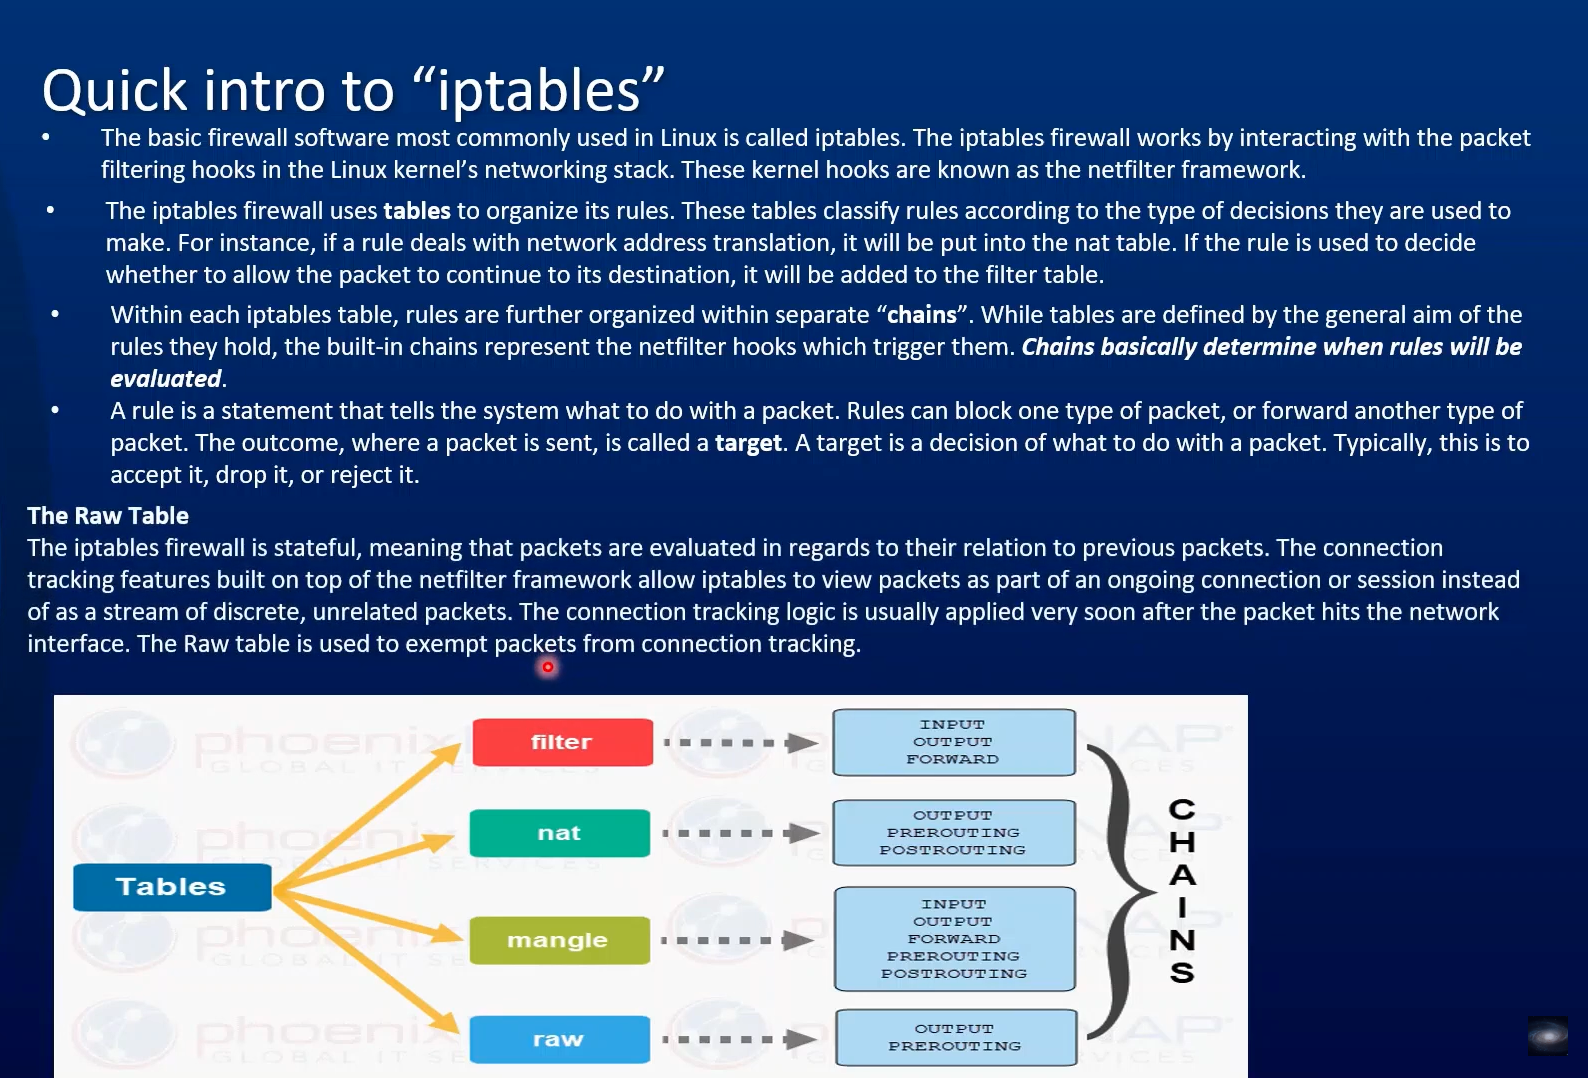 Quick intro to “iptables”
• The basic firewall software most commonly used in Linux is called iptables. The iptables firewall works by interacting with the packet
filtering hooks in the Linux kernel’s networking stack. These kernel hooks are known as the netfilter framework.
• The iptables firewall uses tables to organize its rules. These tables classify rules according to the type of decisions they are used to
make. For instance, if a rule deals with network address translation, it will be put into the nat table. If the rule is used to decide
whether to allow the packet to continue to its destination, it will be added to the filter table.
• Within each iptables table, rules are further organized within separate “chains”. While tables are defined by the general aim of the
rules they hold, the built-in chains represent the netfilter hooks which trigger them. Chains basically determine when rules will be
evaluated.
• A rule is a statement that tells the system what to do with a packet. Rules can block one type of packet, or forward another type of
packet. The outcome, where a packet is sent, is called a target. A target is a decision of what to do with a packet. Typically, this is to
accept it, drop it, or reject it.
The Raw Table
The iptables firewall is stateful, meaning that packets are evaluated in regards to their relation to previous packets. The connection
tracking features built on top of the netfilter framework allow iptables to view packets as part of an ongoing connection or session instead
of as a stream of discrete, unrelated packets. The connection tracking logic is usually applied very soon after the packet hits the network
interface. The Raw table is used to exempt packets from connection tracking.
Tables
filter
INPUT
OUTPUT
FORWARD
nat
OUTPUT
PREROUTING
POSTROUTING
mangle
INPUT
OUTPUT
FORWARD
PREROUTING
POSTROUTING
raw
OUTPUT
PREROUTING
CHAINS